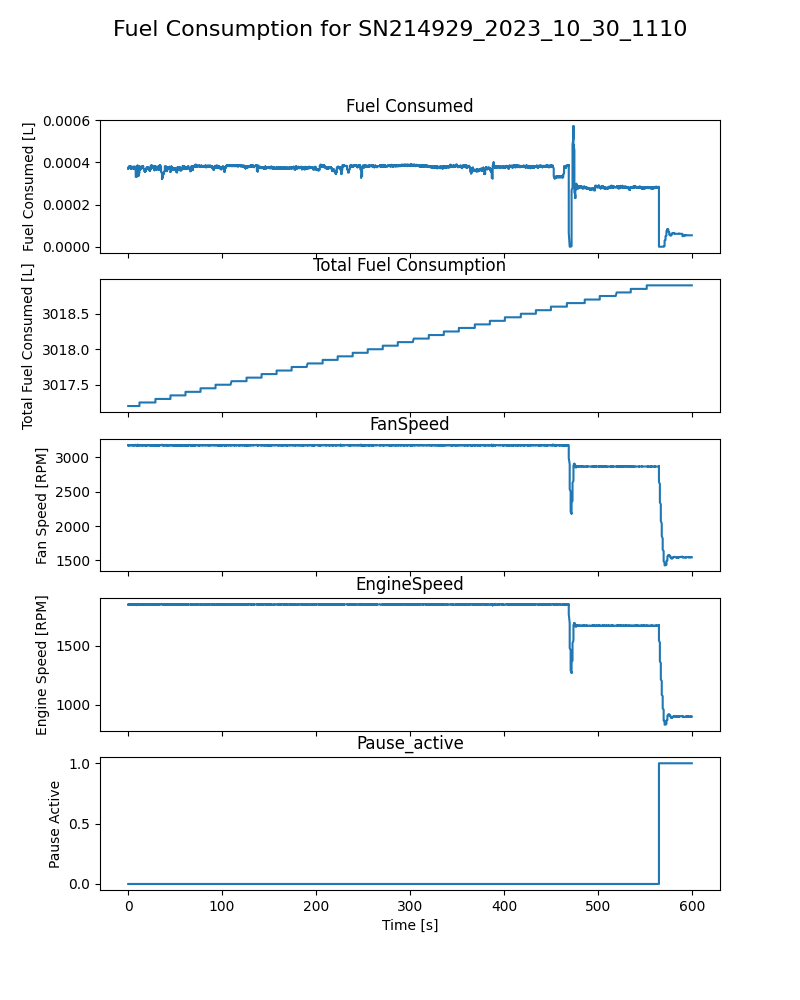 Fuel Consumption for SN214929_2023_10_30_1110
Fuel Consumed
Fuel Consumed [L]
0.0006
0.0004
0.0002
0.0000
Total Fuel Consumption
Total Fuel Consumed [L]
3018.5
3018.0
3017.5
FanSpeed
Fan Speed [RPM]
3000
2500
2000
1500
EngineSpeed
Engine Speed [RPM]
1500
1000
Pause_active
Pause Active
1.0
0.5
0.0
0 100 200 300 400 500 600
Time [s]